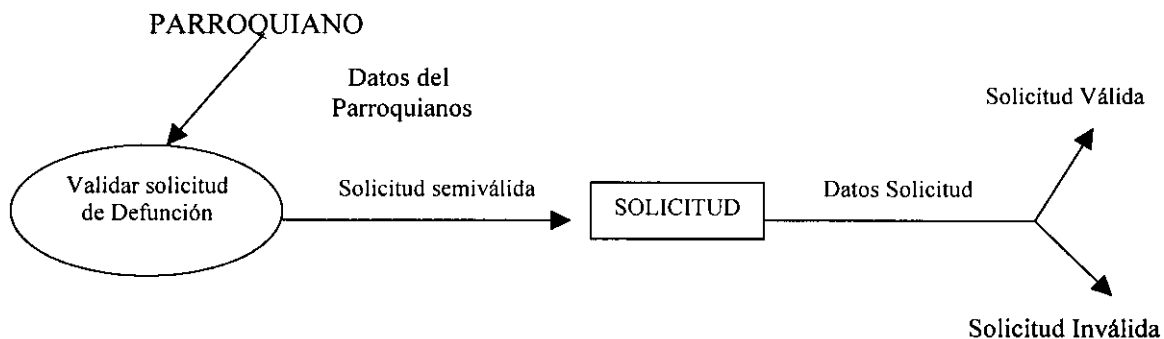 PARROQUIANO
Datos del
Parroquianos
Solicitud Válida
Validar solicitud
de Defunción
Solicitud semiválida
SOLICITUD
Datos Solicitud
Solicitud Inválida